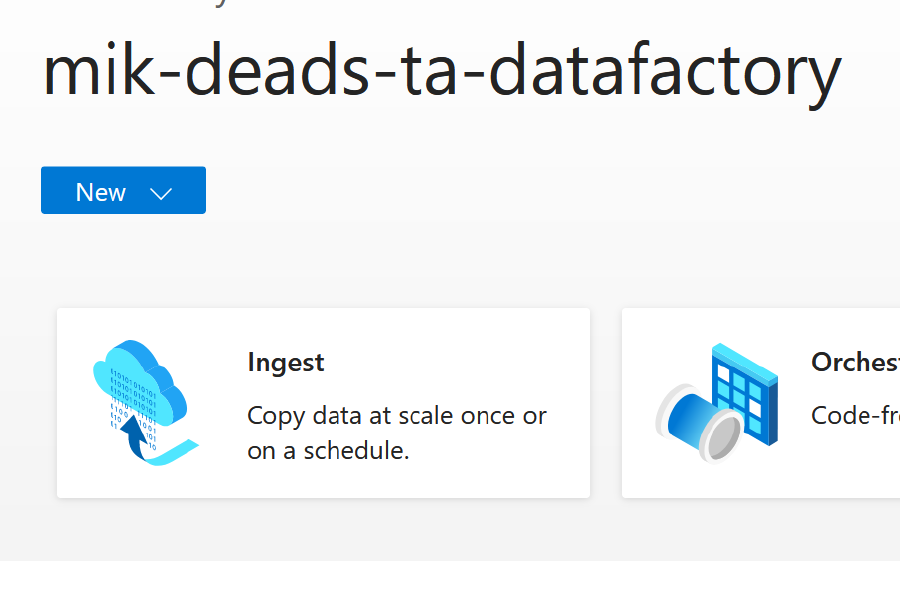 mik-deads-ta-datafactory
New
Ingest
Copy data at scale once or
on a schedule.